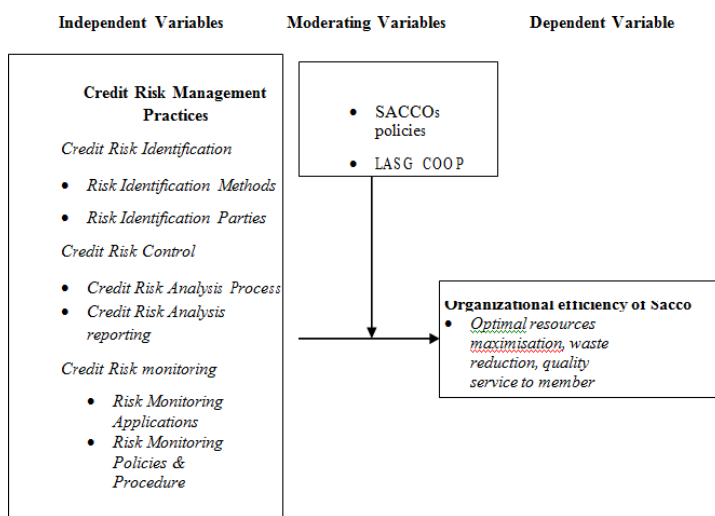 Independent Variables
Moderating Variables
Dependent Variable
Credit Risk Management
Practices
Credit Risk Identification
• Risk Identification Methods
• Risk Identification Parties
Credit Risk Control
• Credit Risk Analysis Process
• Credit Risk Analysis
reporting
Credit Risk monitoring
• Risk Monitoring
Applications
• Risk Monitoring
Policies &
Procedure
• SACCOs
policies
• LASG COOP
Organizational efficiency of Sacco
• Optimal resources
maximisation, waste
reduction, quality
service to member